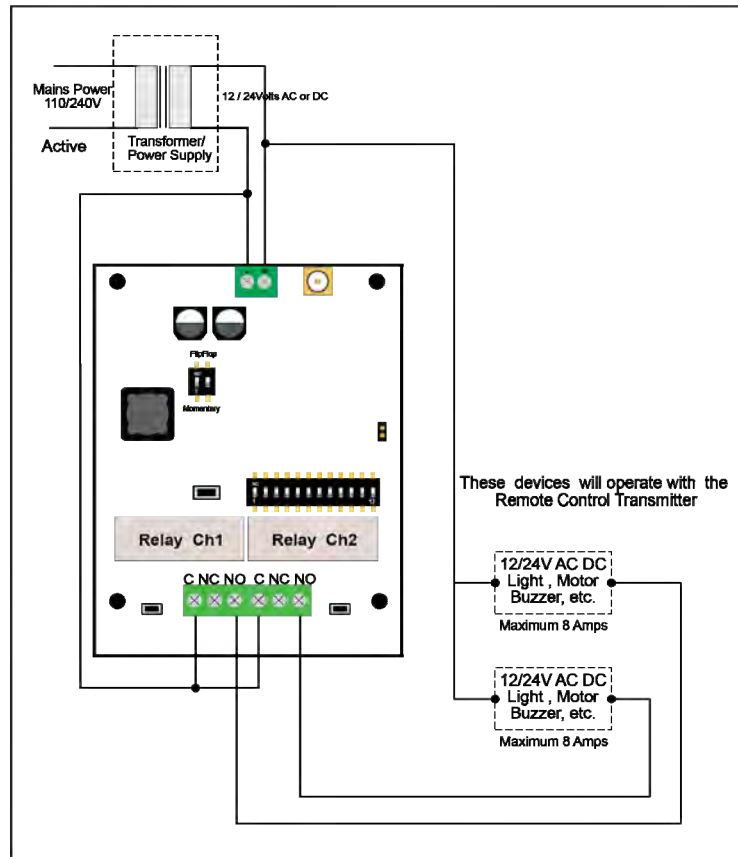 Mains Power
110/240V
Active
Transformer/
Power Supply
12 / 24Volts AC or DC
FlipFlop
Momentary
These devices will operate with the
Remote Control Transmitter
Relay Ch1
Relay Ch2
C NC NO C NC NO
12/24V AC DC
Light , Motor
Buzzer, etc.
Maximum 8 Amps
12/24V AC DC
Light , Motor
Buzzer, etc.
Maximum 8 Amps